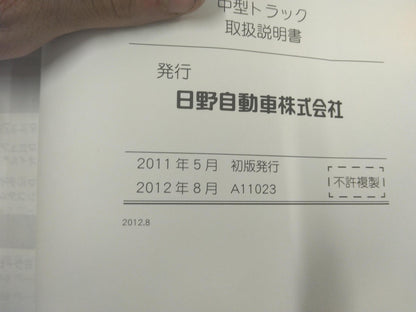 中型トラック
取扱説明書
発行
日野自動車株式会社
2011年5月 初版発行
2012年8月 A11023
不許複製
2012.8